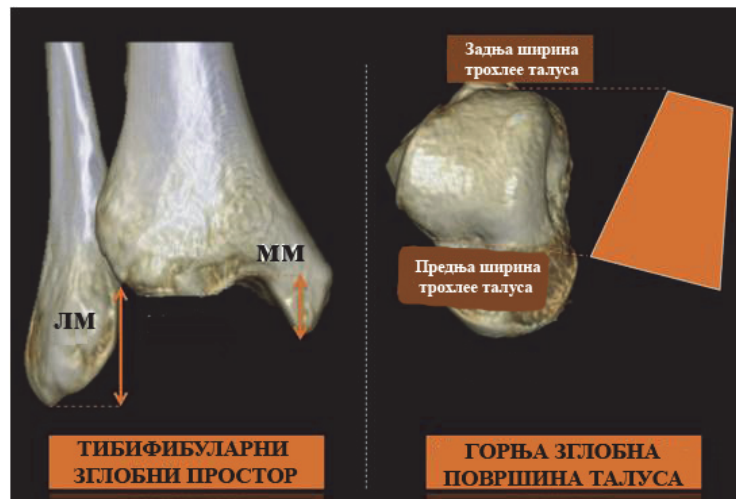 Задња ширина
трохлее талуса
ММ
Предња ширина
трохлее талуса
ЛМ
ТИБИФИБУЛАРНИ
ЗГЛОБНИ ПРОСТОР
ГОРЊА ЗГЛОБНА
ПОВРШИНА ТАЛУСА